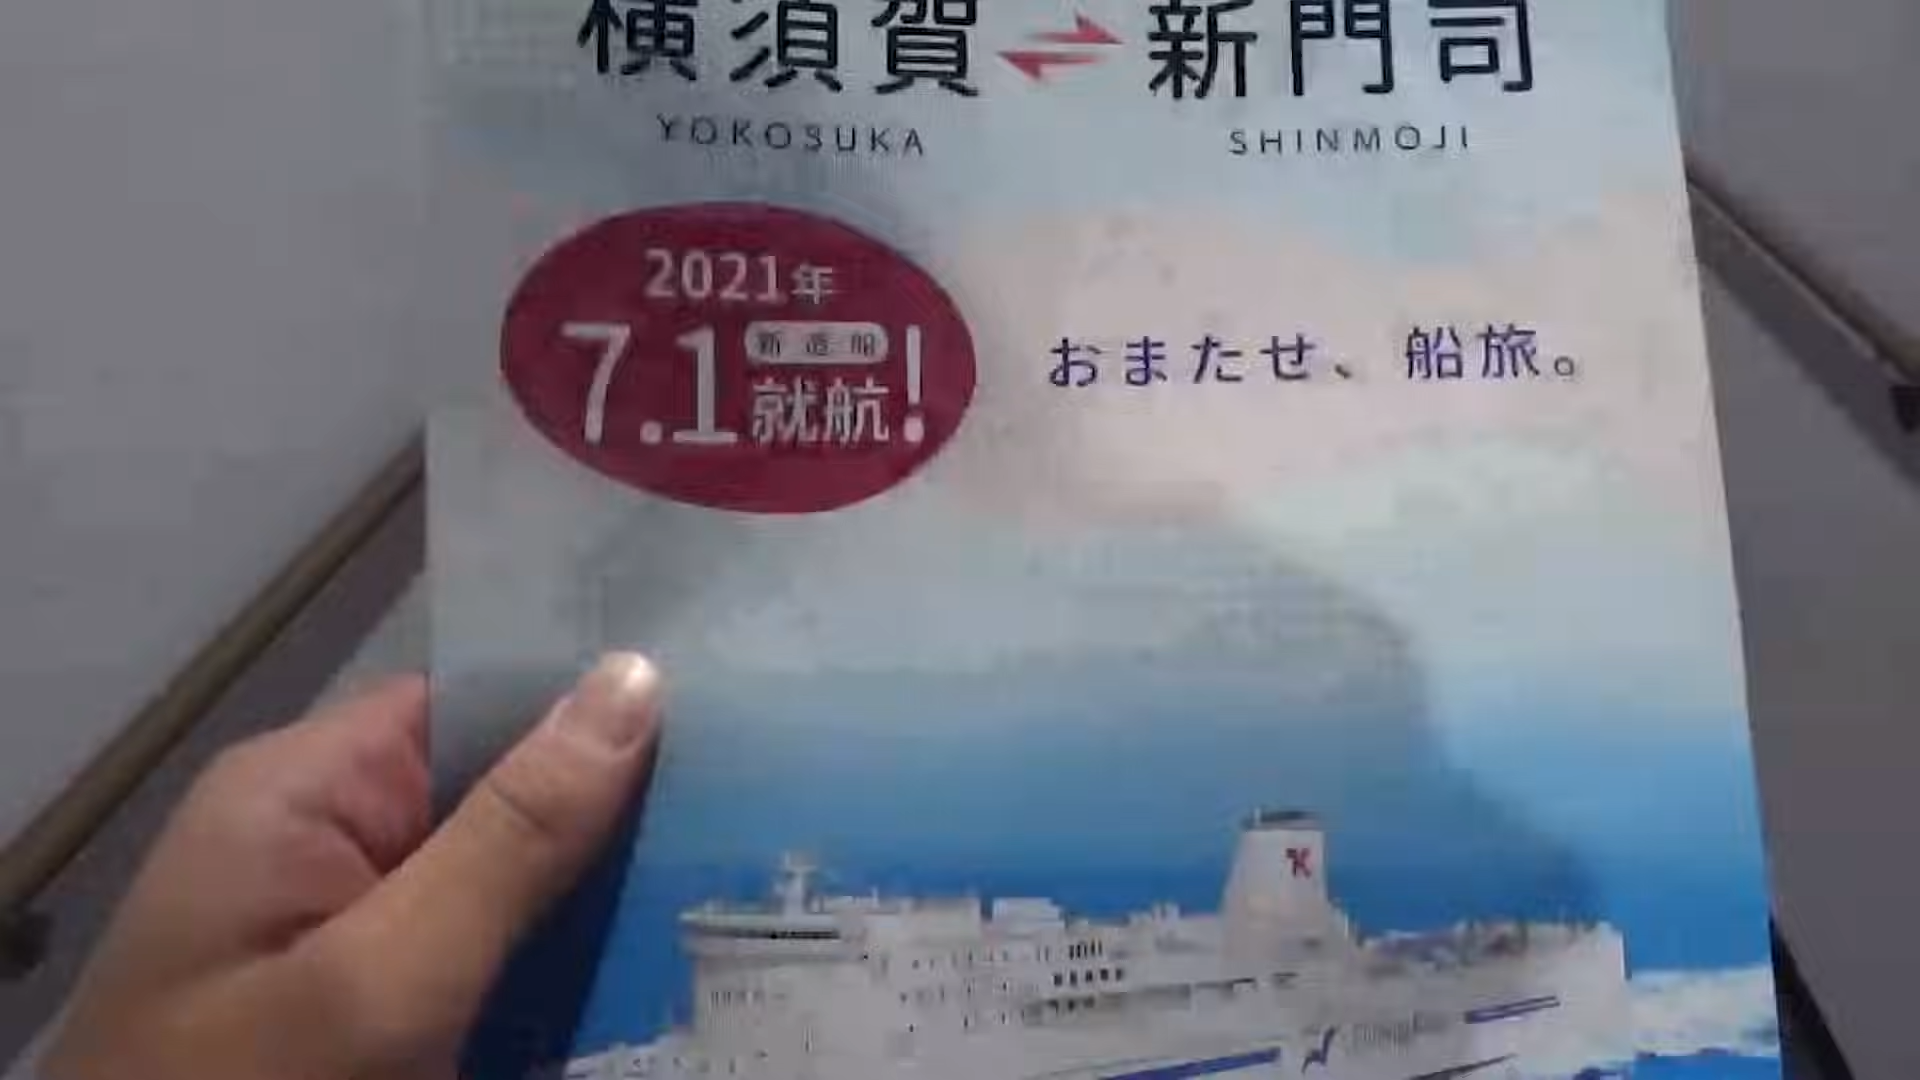 横須賀 新門司
YOKOSUKA SHINMOJI
2021年
7.1 新造船 就航!
おまたせ、船旅。
K